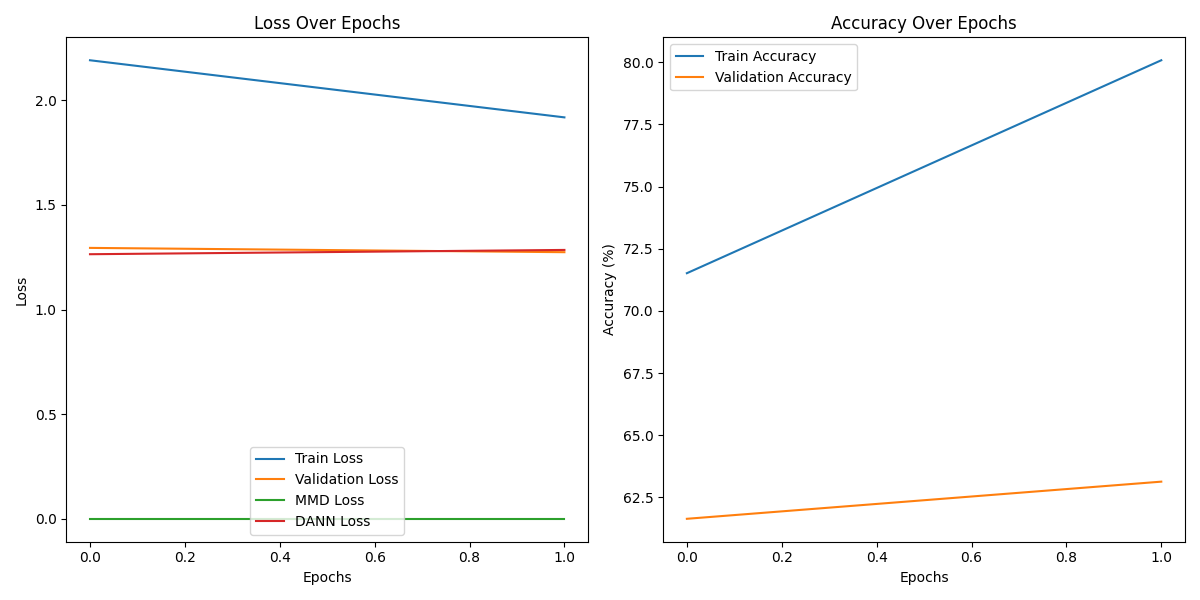 Loss Over Epochs
2.0
1.5
1.0
0.5
0.0
Loss
Train Loss
Validation Loss
MMD Loss
DANN Loss
0.0 0.2 0.4 0.6 0.8 1.0
Epochs
Accuracy Over Epochs
Train Accuracy
Validation Accuracy
80.0
77.5
75.0
72.5
70.0
67.5
65.0
62.5
Accuracy (%)
0.0 0.2 0.4 0.6 0.8 1.0
Epochs